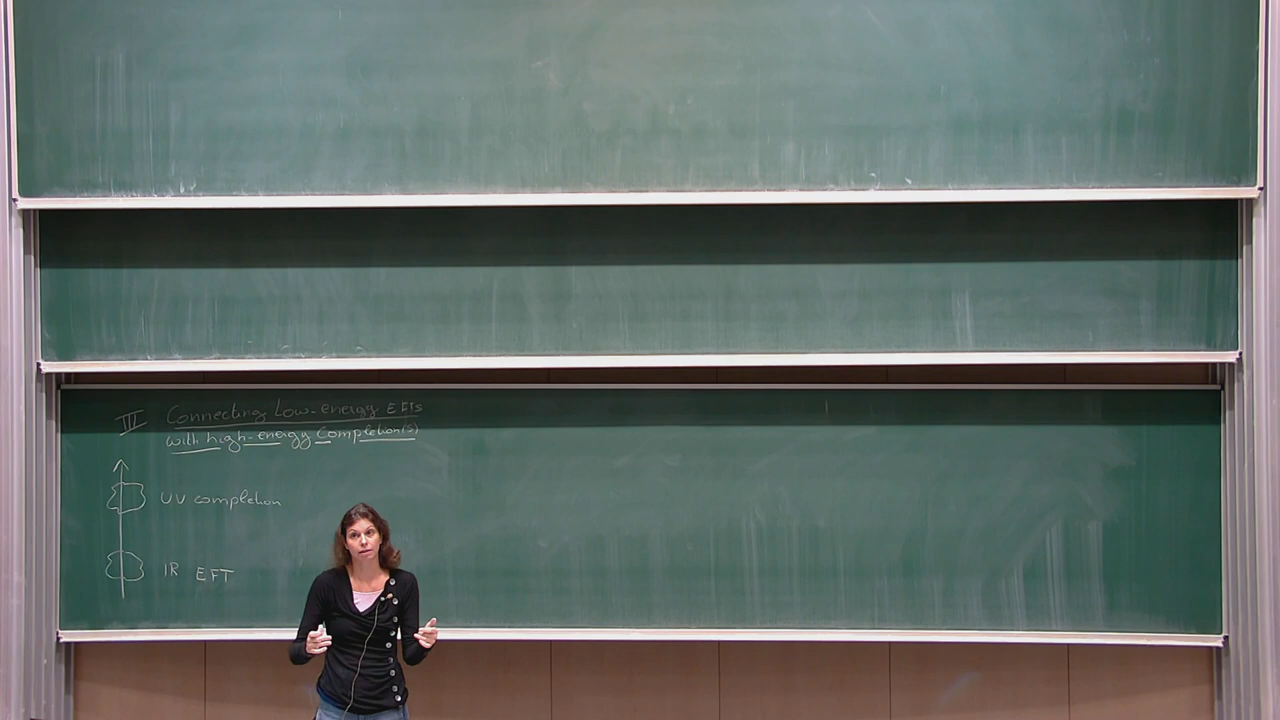 III Connecting Low-energy EFTs
with high-energy Completion(s)
UV completion
IR EFT